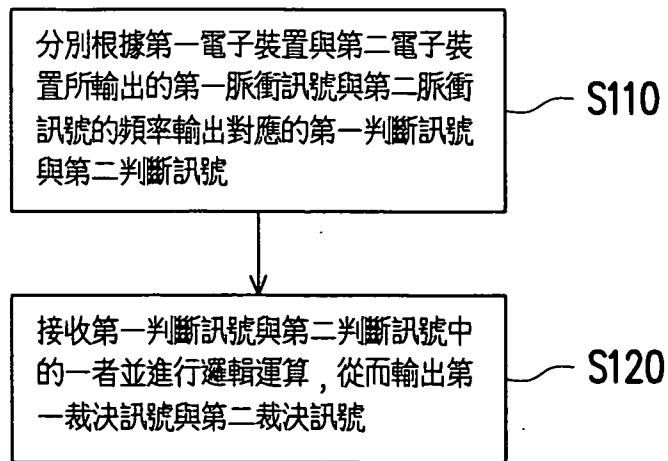 分別根據第一電子裝置與第二電子裝
置所輸出的第一脈衝訊號與第二脈衝
訊號的頻率輸出對應的第一判斷訊號
與第二判斷訊號
S110
接收第一判斷訊號與第二判斷訊號中
的一者並進行邏輯運算，從而輸出第
一裁決訊號與第二裁決訊號
S120